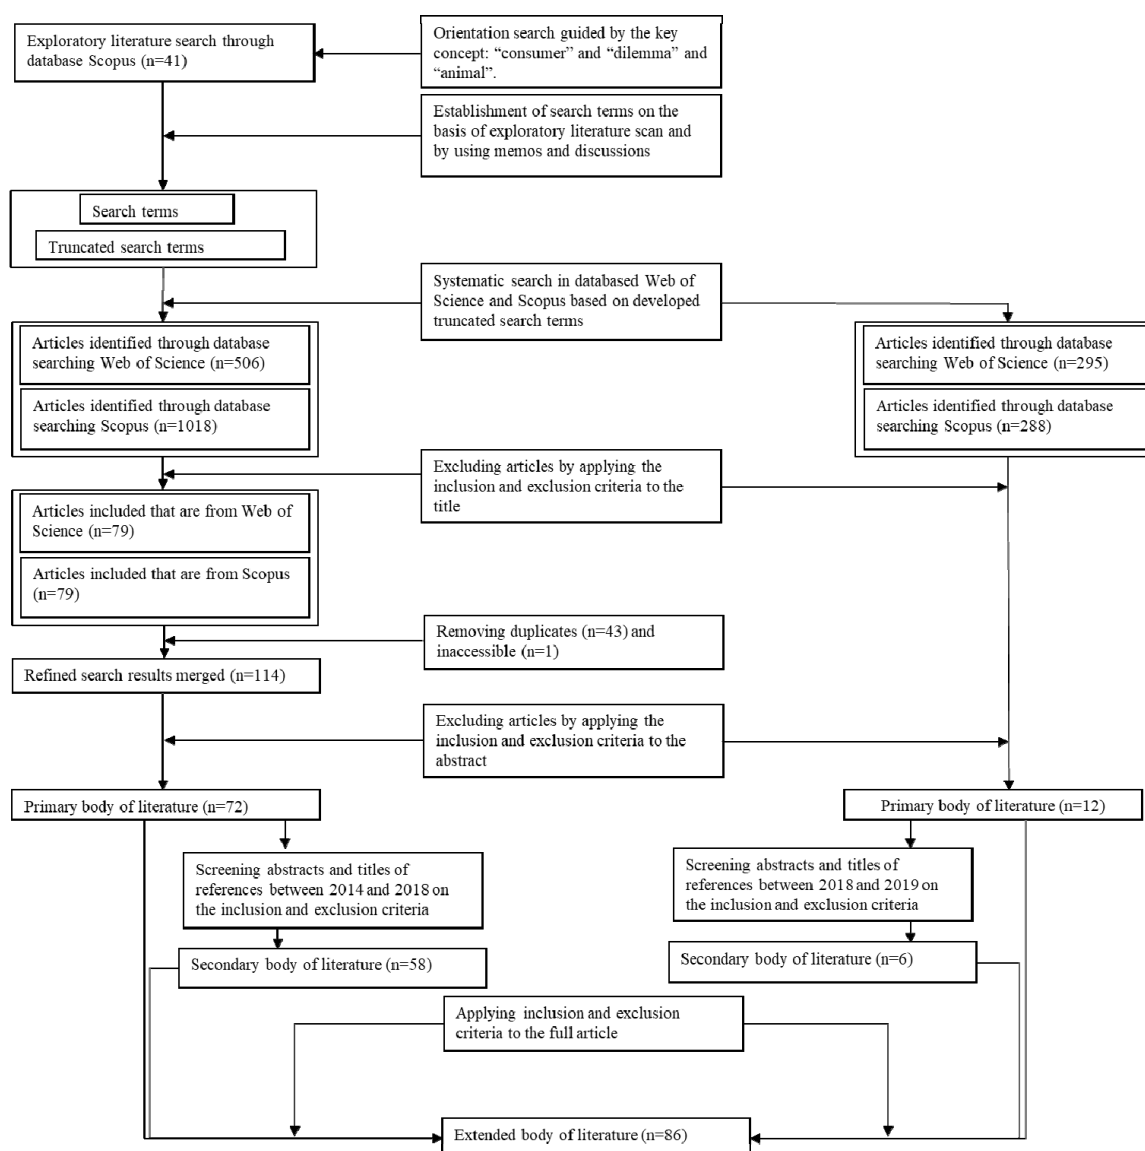 Exploratory literature search through
database Scopus (n=41)
Orientation search guided by the key
concept: “consumer” and “dilemma” and
“animal”.
Establishment of search terms on the
basis of exploratory literature scan and
by using memos and discussions
Search terms
Truncated search terms
Systematic search in databased Web of
Science and Scopus based on developed
truncated search terms
Articles identified through database
searching Web of Science (n=506)
Articles identified through database
searching Scopus (n=1018)
Articles identified through database
searching Web of Science (n=295)
Articles identified through database
searching Scopus (n=288)
Excluding articles by applying the
inclusion and exclusion criteria to the
title
Articles included that are from Web of
Science (n=79)
Articles included that are from Scopus
(n=79)
Removing duplicates (n=43) and
inaccessible (n=1)
Refined search results merged (n=114)
Excluding articles by applying the
inclusion and exclusion criteria to the
abstract
Primary body of literature (n=72)
Primary body of literature (n=12)
Screening abstracts and titles of
references between 2014 and 2018 on
the inclusion and exclusion criteria
Screening abstracts and titles of
references between 2018 and 2019 on
the inclusion and exclusion criteria
Secondary body of literature (n=58)
Secondary body of literature (n=6)
Applying inclusion and exclusion
criteria to the full article
Extended body of literature (n=86)